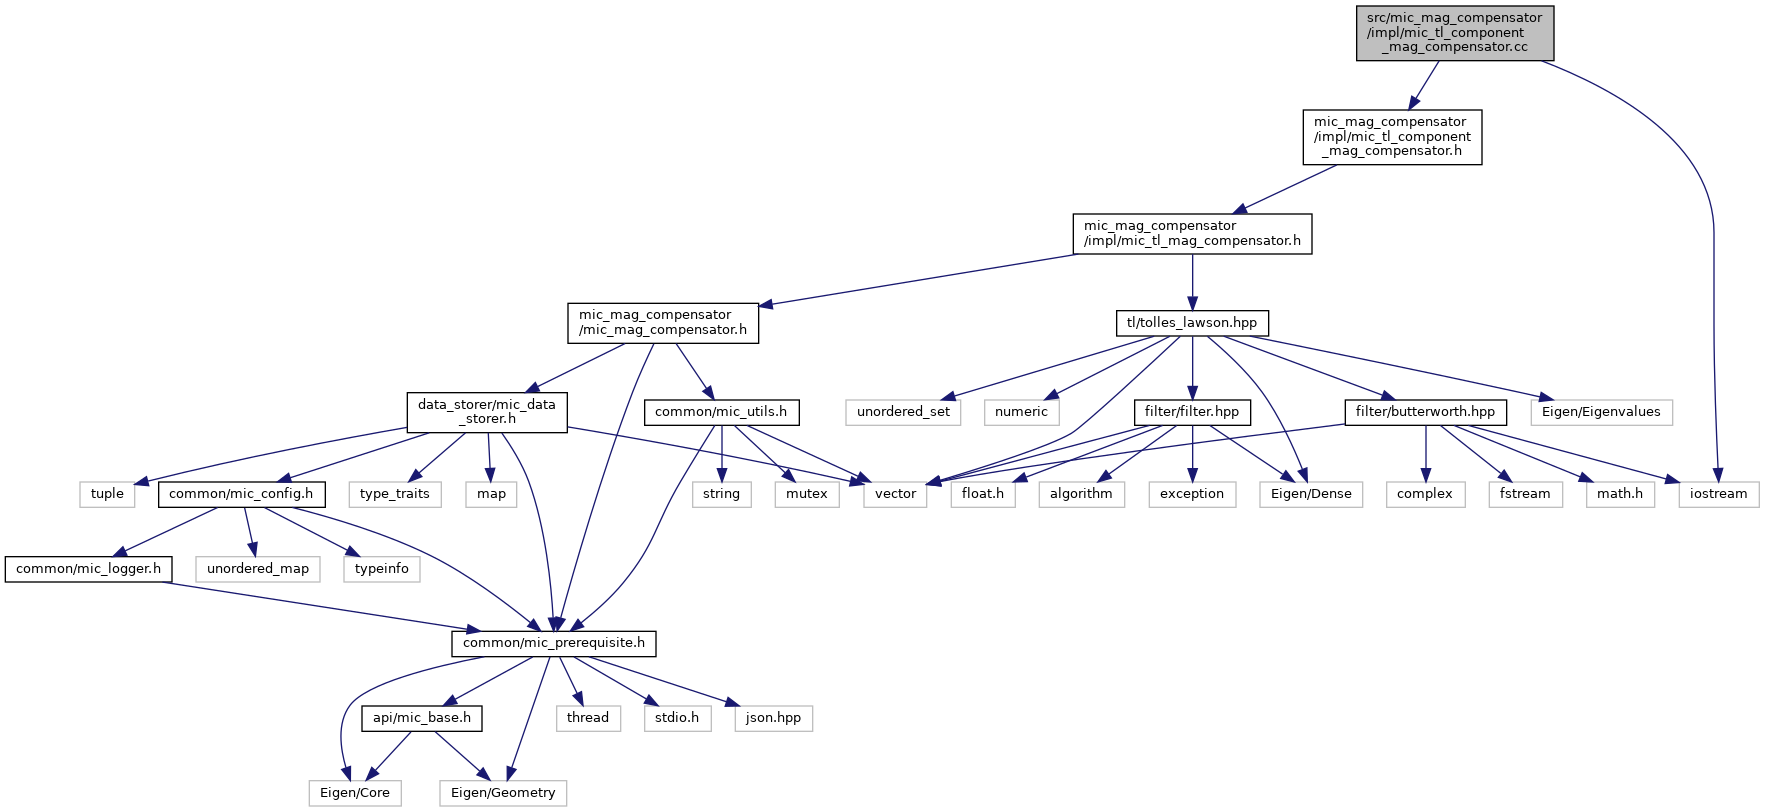 src/mic_mag_compensator
/impl/mic_tl_component
_mag_compensator.cc
mic_mag_compensator
/impl/mic_tl_component
_mag_compensator.h
mic_mag_compensator
/impl/mic_tl_mag_compensator.h
mic_mag_compensator
/mic_mag_compensator.h
tl/tolles_lawson.hpp
data_storer/mic_data
_storer.h
common/mic_utils.h
unordered_set
numeric
filter/filter.hpp
filter/butterworth.hpp
Eigen/Eigenvalues
tuple
common/mic_config.h
type_traits
map
string
mutex
vector
float.h
algorithm
exception
Eigen/Dense
complex
fstream
math.h
iostream
common/mic_logger.h
unordered_map
typeinfo
common/mic_prerequisite.h
api/mic_base.h
thread
stdio.h
json.hpp
Eigen/Core
Eigen/Geometry